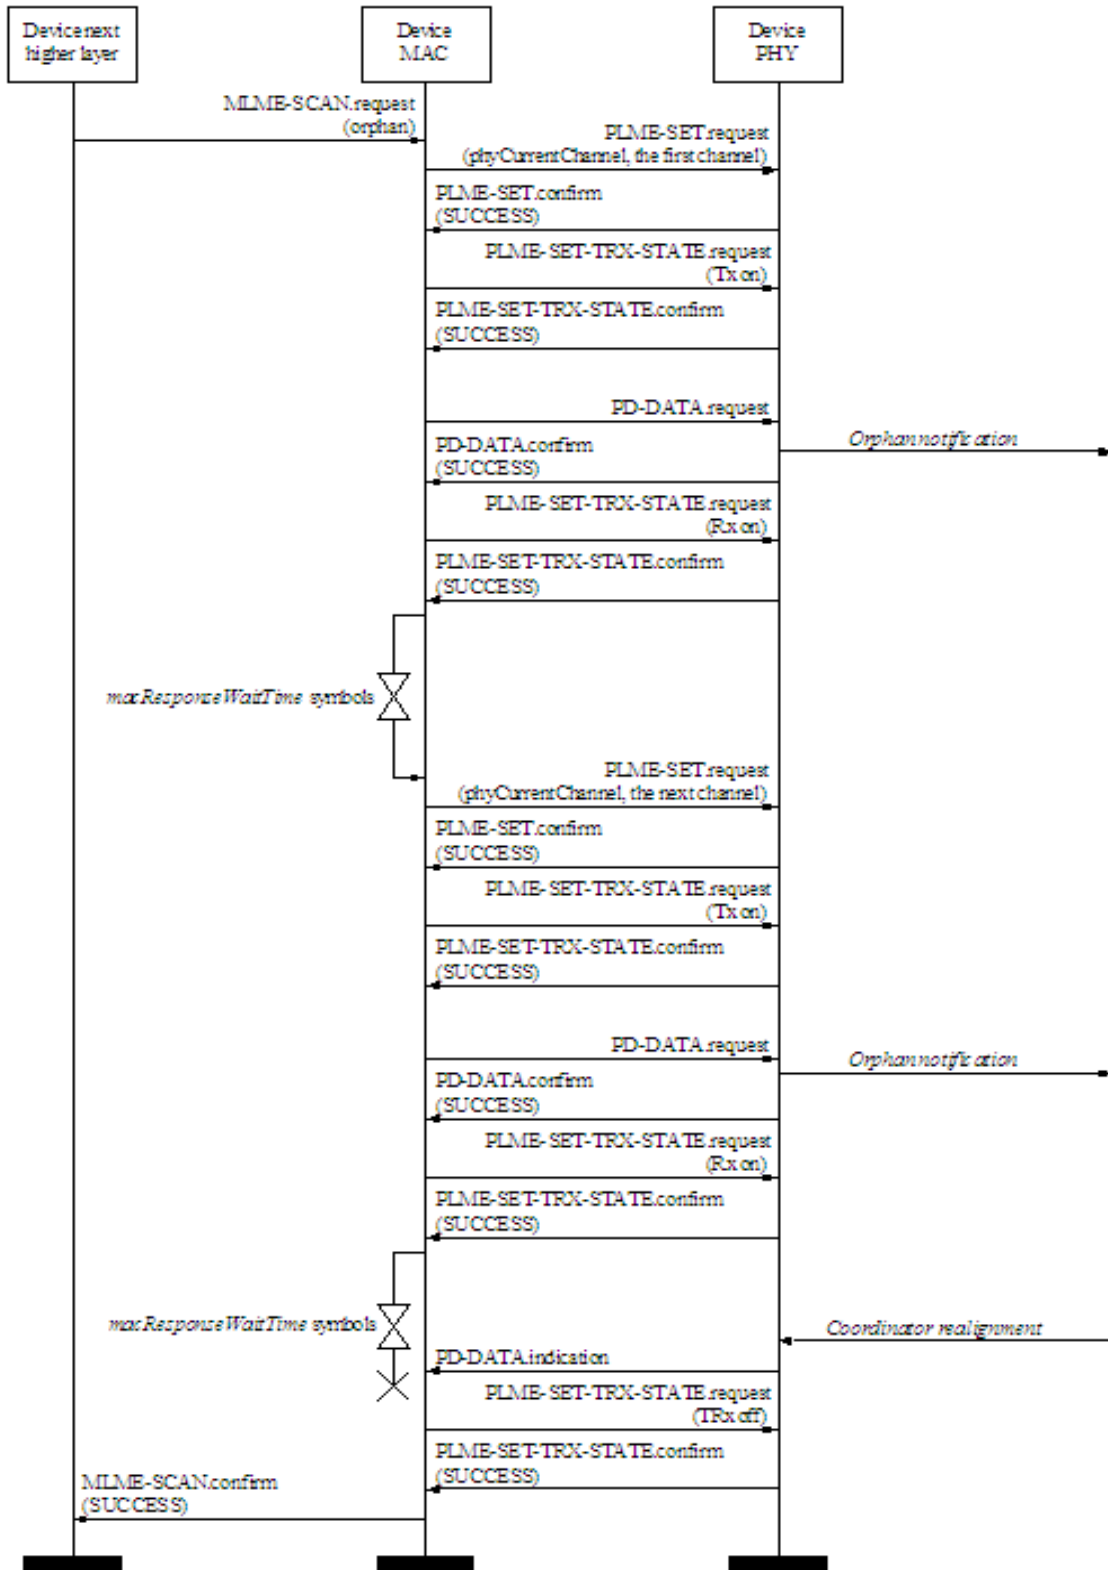 Device next
higher layer
Device
MAC
Device
PHY
MLME-SCAN.request
(orphan)
PLME-SET.request
(phyCurrentChannel, the first channel)
PLME-SET.confirm
(SUCCESS)
PLME-SET-TRX-STATE.request
(Tx on)
PLME-SET-TRX-STATE.confirm
(SUCCESS)
PD-DATA.request
Orphan notification
PD-DATA.confirm
(SUCCESS)
PLME-SET-TRX-STATE.request
(Rx on)
PLME-SET-TRX-STATE.confirm
(SUCCESS)
macResponseWaitTime symbols
PLME-SET.request
(phyCurrentChannel, the next channel)
PLME-SET.confirm
(SUCCESS)
PLME-SET-TRX-STATE.request
(Tx on)
PLME-SET-TRX-STATE.confirm
(SUCCESS)
PD-DATA.request
Orphan notification
PD-DATA.confirm
(SUCCESS)
PLME-SET-TRX-STATE.request
(Rx on)
PLME-SET-TRX-STATE.confirm
(SUCCESS)
macResponseWaitTime symbols
Coordinator realignment
PD-DATA.indication
PLME-SET-TRX-STATE.request
(TRx off)
PLME-SET-TRX-STATE.confirm
(SUCCESS)
MLME-SCAN.confirm
(SUCCESS)